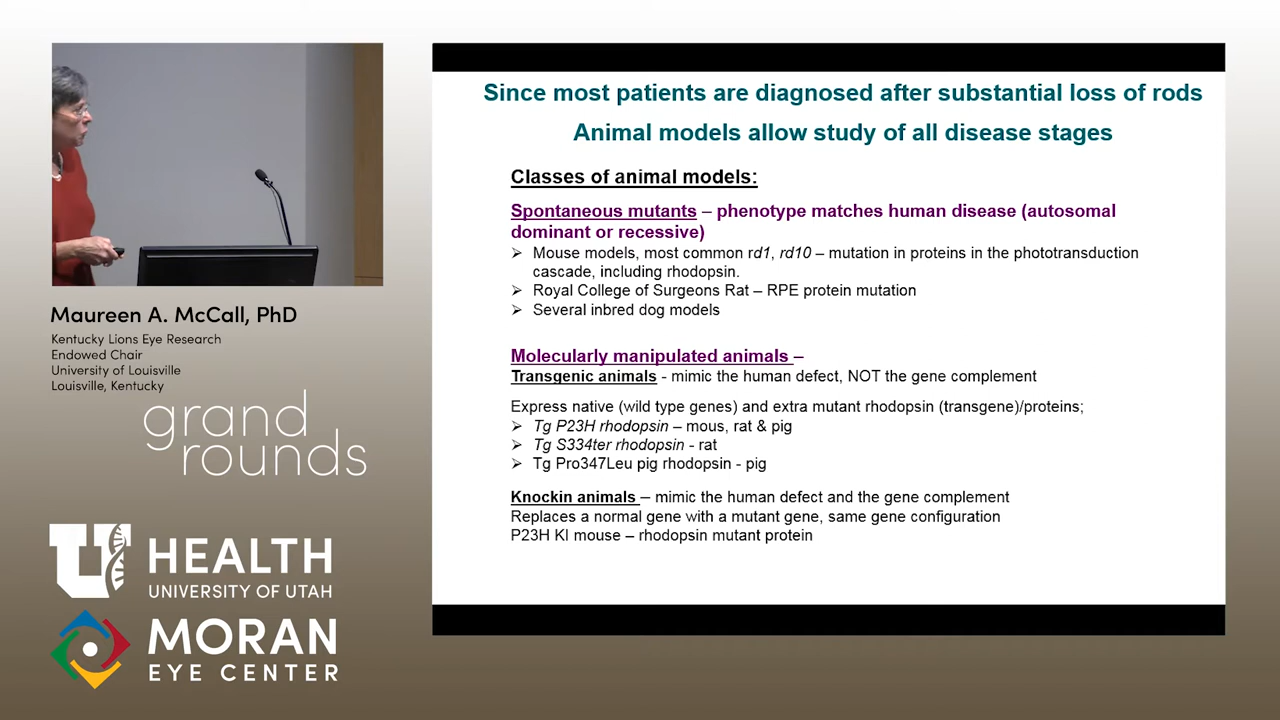 Since most patients are diagnosed after substantial loss of rods
Animal models allow study of all disease stages
Classes of animal models:
Spontaneous mutants – phenotype matches human disease (autosomal
dominant or recessive)
➢ Mouse models, most common rd1, rd10 – mutation in proteins in the phototransduction
cascade, including rhodopsin.
➢ Royal College of Surgeons Rat – RPE protein mutation
➢ Several inbred dog models
Molecularly manipulated animals –
Transgenic animals - mimic the human defect, NOT the gene complement
Express native (wild type genes) and extra mutant rhodopsin (transgene)/proteins;
➢ Tg P23H rhodopsin – mous, rat & pig
➢ Tg S334ter rhodopsin - rat
➢ Tg Pro347Leu pig rhodopsin - pig
Knockin animals – mimic the human defect and the gene complement
Replaces a normal gene with a mutant gene, same gene configuration
P23H KI mouse – rhodopsin mutant protein
Maureen A. McCall, PhD
Kentucky Lions Eye Research
Endowed Chair
University of Louisville
Louisville, Kentucky
grand
rounds
U HEALTH
UNIVERSITY OF UTAH
MORAN
EYE CENTER